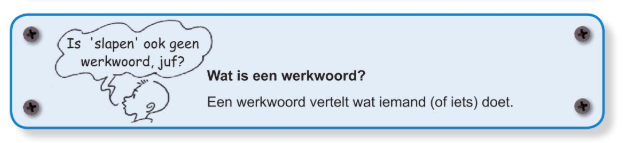 Is 'slapen' ook geen
werkwoord, juf?
Wat is een werkwoord?
Een werkwoord vertelt wat iemand (of iets) doet.